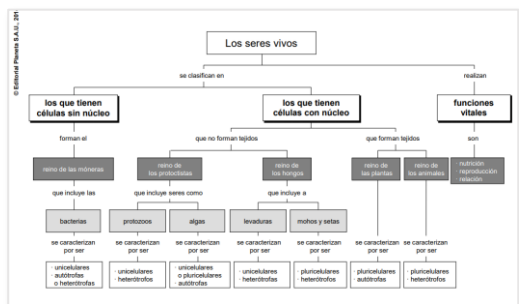 © Editorial Planeta S.A.U., 201
Los seres vivos
se clasifican en
realizan
los que tienen
células sin núcleo
los que tienen
células con núcleo
funciones
vitales
forman el
que no forman tejidos
que forman tejidos
son
reino de las móneras
reino de
los protoctistas
reino de
los hongos
reino de
las plantas
reino de
los animales
· nutrición
· reproducción
· relación
que incluye las
que incluye seres como
que incluye a
bacterias
protozoos
algas
levaduras
mohos y setas
se caracterizan
por ser
se caracterizan
por ser
se caracterizan
por ser
se caracterizan
por ser
se caracterizan
por ser
se caracterizan
por ser
se caracterizan
por ser
· unicelulares
· autótrofas
o heterótrofas
· unicelulares
· heterótrofos
· unicelulares
o pluricelulares
· autótrofas
· unicelulares
· heterótrofas
· pluricelulares
· heterótrofos
· pluricelulares
· autótrofas
· pluricelulares
· heterótrofos